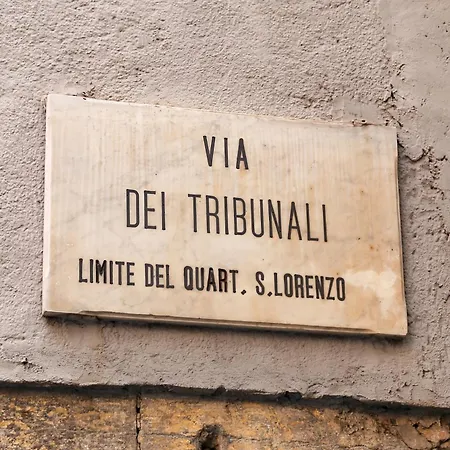 VIA
DEI TRIBUNALI
LIMITE DEL QUART. S.LORENZO